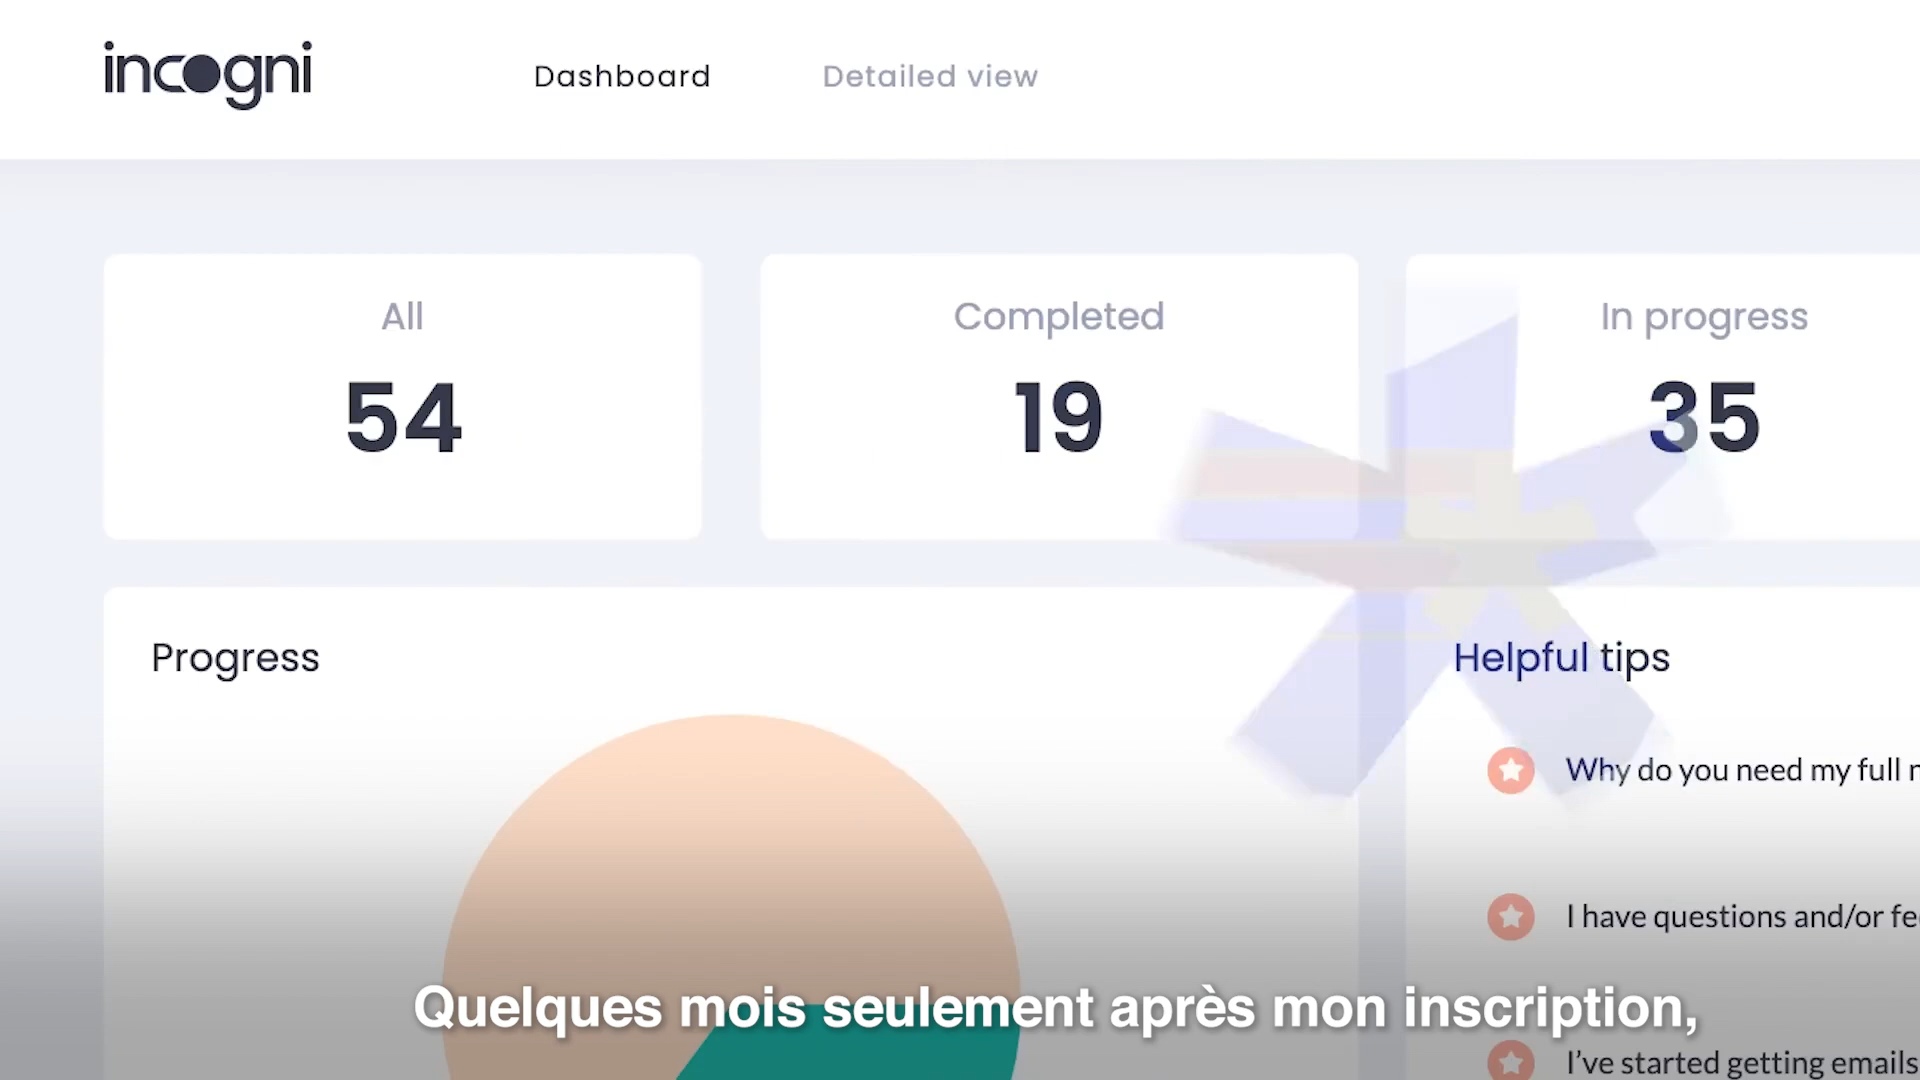 incogni
Dashboard
Detailed view
All
Completed
In progress
54
19
35
Progress
Helpful tips
Why do you need my full
I have questions and/or
Quelques mois seulement après mon inscription,
I've started getting emails